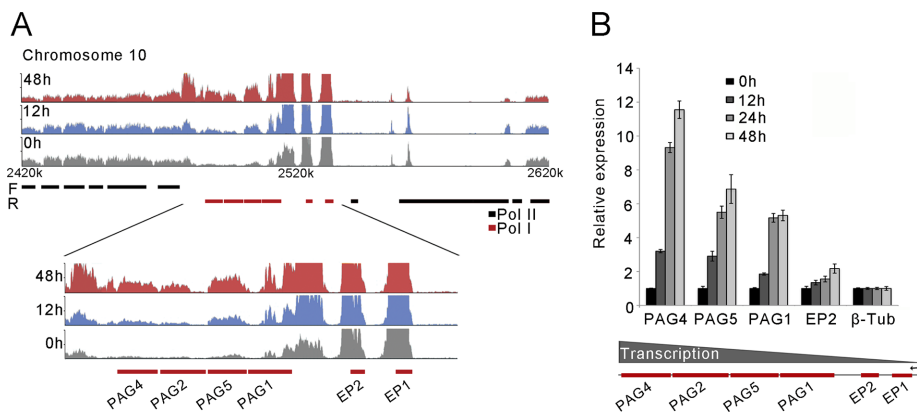 A
Chromosome 10
48h
12h
0h
2420k 2520k 2620k
F
R
Pol II
Pol I
48h
12h
0h
PAG4 PAG2 PAG5 PAG1 EP2 EP1
B
Relative expression
14
12
10
8
6
4
2
0
0h
12h
24h
48h
PAG4 PAG5 PAG1 EP2 β-Tub
Transcription
PAG4 PAG2 PAG5 PAG1 EP2 EP1